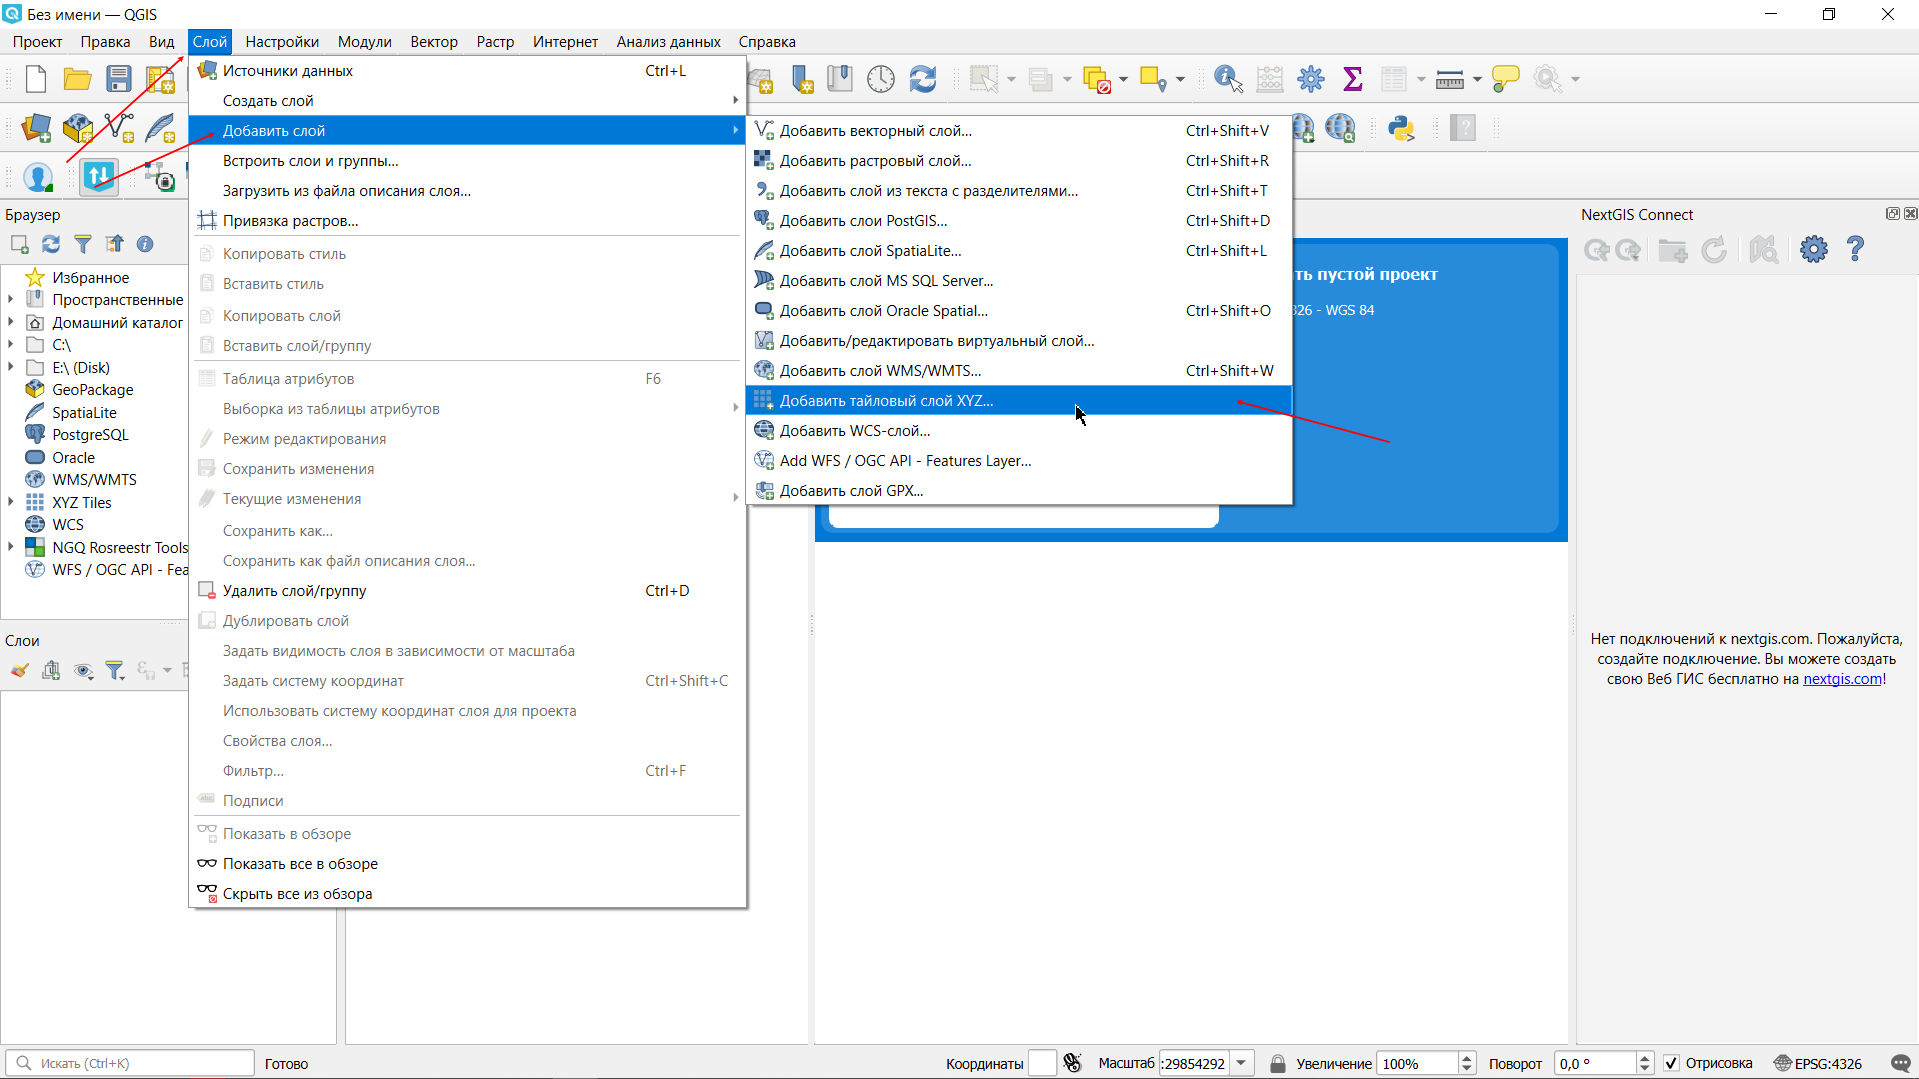 Без имени — QGIS
Проект Правка Вид Слой Настройки Модули Вектор Растр Интернет Анализ данных Справка
Источники данных Ctrl+L
Создать слой
Добавить слой
Встроить слои и группы...
Загрузить из файла описания слоя...
Привязка растров...
Копировать стиль
Вставить стиль
Копировать слой
Вставить слой/группу
Таблица атрибутов F6
Выборка из таблицы атрибутов
Режим редактирования
Сохранить изменения
Текущие изменения
Сохранить как...
Сохранить как файл описания слоя...
Удалить слой/группу Ctrl+D
Дублировать слой
Задать видимость слоя в зависимости от масштаба
Задать систему координат Ctrl+Shift+C
Использовать систему координат слоя для проекта
Свойства слоя...
Фильтр... Ctrl+F
Подписи
Показать в обзоре
Показать все в обзоре
Скрыть все из обзора
Добавить векторный слой... Ctrl+Shift+V
Добавить растровый слой... Ctrl+Shift+R
Добавить слой из текста с разделителями... Ctrl+Shift+T
Добавить слои PostGIS... Ctrl+Shift+D
Добавить слой SpatiaLite... Ctrl+Shift+L
Добавить слой MS SQL Server...
Добавить слой Oracle Spatial... Ctrl+Shift+O
Добавить/редактировать виртуальный слой...
Добавить слой WMS/WMTS... Ctrl+Shift+W
Добавить тайловый слой XYZ...
Добавить WCS-слой...
Add WFS / OGC API - Features Layer...
Добавить слой GPX...
Браузер
Избранное
Пространственные
Домашний каталог
C:\
E:\ (Disk)
GeoPackage
SpatiaLite
PostgreSQL
Oracle
WMS/WMTS
XYZ Tiles
WCS
NGQ Rosreestr Tools
WFS / OGC API - Fea
Слои
ть пустой проект
326 - WGS 84
NextGIS Connect
Нет подключений к nextgis.com. Пожалуйста,
создайте подключение. Вы можете создать
свою Веб ГИС бесплатно на nextgis.com!
Искать (Ctrl+K) Готово Координаты Масштаб :29854292 Увеличение 100% Поворот 0,0 ° Отрисовка EPSG:4326